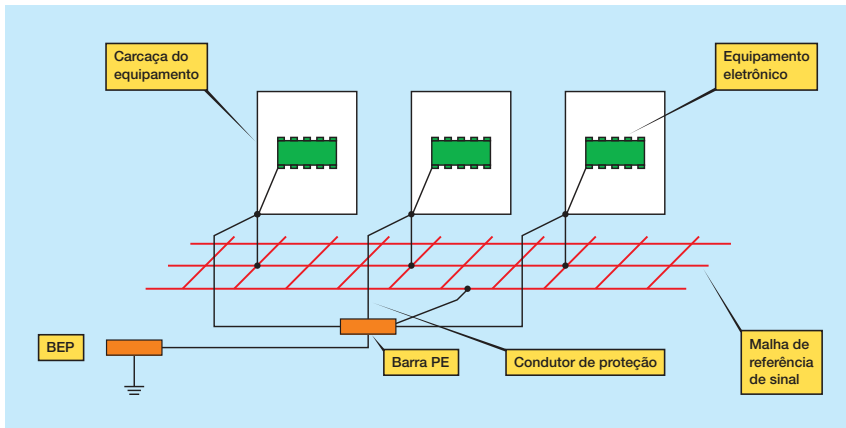 Carcaça do
equipamento
Equipamento
eletrônico
BEP
Barra PE
Condutor de proteção
Malha de
referência
de sinal